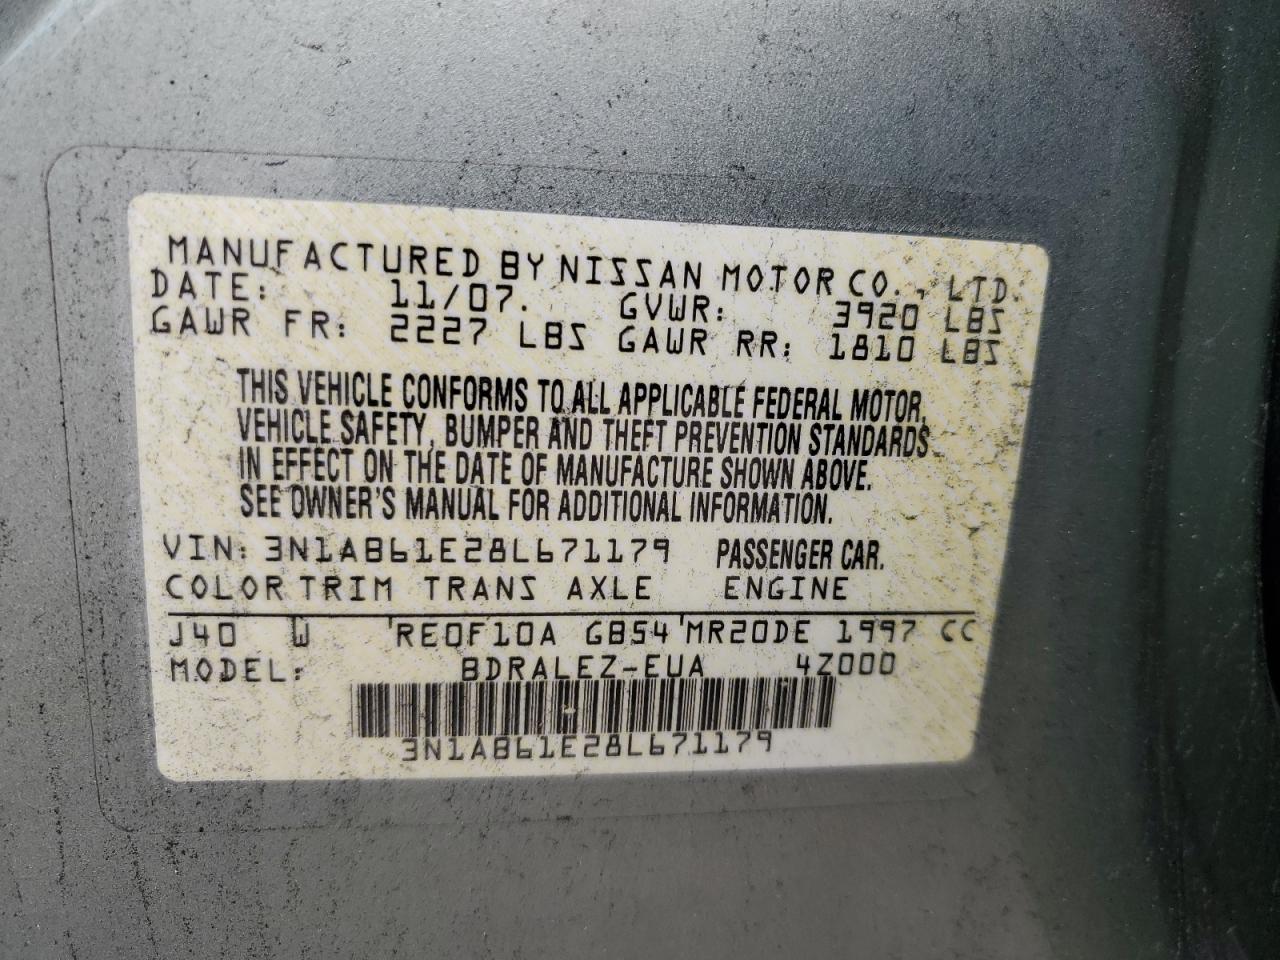 MANUFACTURED BY NISSAN MOTOR CO., LTD.
DATE: 11/07. GVWR: 3920 LBS
GAWR FR: 2227 LBS GAWR RR: 1810 LBS
THIS VEHICLE CONFORMS TO ALL APPLICABLE FEDERAL MOTOR
VEHICLE SAFETY, BUMPER AND THEFT PREVENTION STANDARDS
IN EFFECT ON THE DATE OF MANUFACTURE SHOWN ABOVE.
SEE OWNER'S MANUAL FOR ADDITIONAL INFORMATION.
VIN: 3N1AB61E28L671179 PASSENGER CAR.
COLOR TRIM TRANS AXLE ENGINE
J40 W RE0F10A GB54 MR20DE 1997 CC
MODEL: BDRALEZ-EUA 4Z000
3N1AB61E28L671179